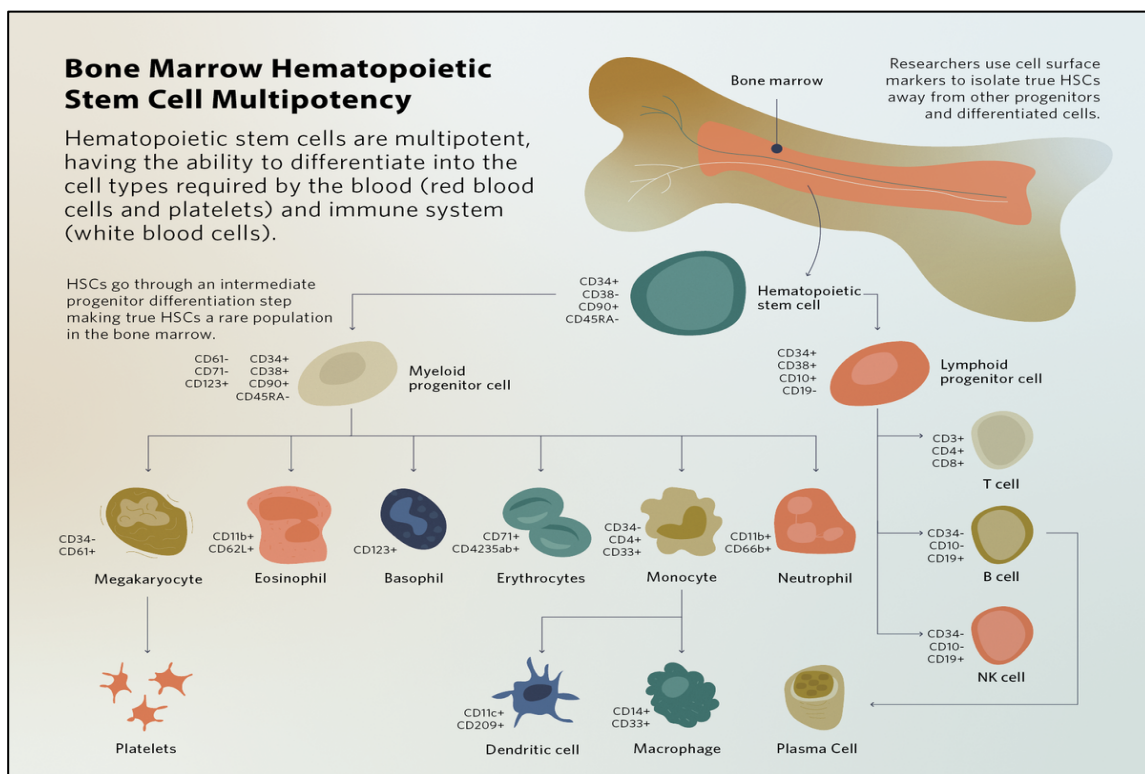 Bone Marrow Hematopoietic
Stem Cell Multipotency
Hematopoietic stem cells are multipotent,
having the ability to differentiate into the
cell types required by the blood (red blood
cells and platelets) and immune system
(white blood cells).
HSCs go through an intermediate
progenitor differentiation step
making true HSCs a rare population
in the bone marrow.
Bone marrow
Researchers use cell surface
markers to isolate true HSCs
away from other progenitors
and differentiated cells.
CD34+
CD38-
CD90+
CD45RA-
Hematopoietic
stem cell
CD61-
CD71-
CD123+
CD34+
CD38+
CD90+
CD45RA-
Myeloid
progenitor cell
CD34+
CD38+
CD10+
CD19-
Lymphoid
progenitor cell
CD3+
CD4+
CD8+
T cell
CD34-
CD61+
Megakaryocyte
CD11b+
CD62L+
Eosinophil
CD123+
Basophil
CD71+
CD4235ab+
Erythrocytes
CD34-
CD4+
CD33+
Monocyte
CD11b+
CD66b+
Neutrophil
CD34-
CD10-
CD19+
B cell
CD34-
CD10-
CD19+
NK cell
Platelets
CD11c+
CD209+
Dendritic cell
CD14+
CD33+
Macrophage
Plasma Cell